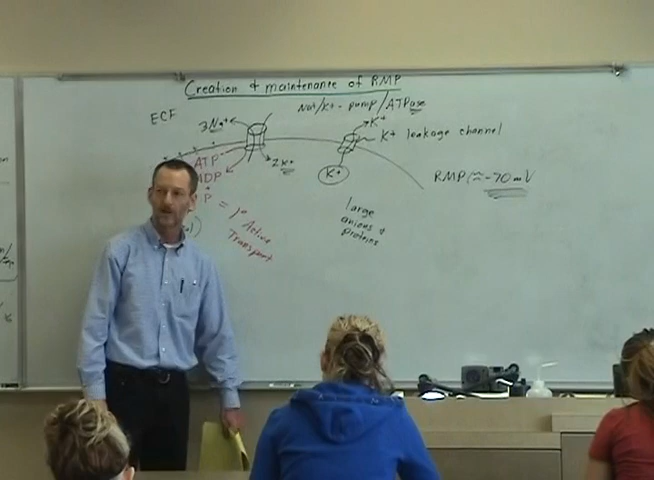 Creation + maintenance of RMP
Na+/K+ - pump/ATPase
ECF
3Na+
K+
K+ leakage channel
ATP
2K+
ADP
K+
RMP ≈ -70 mV
P
= 1° Active
Transport
large
anions +
proteins